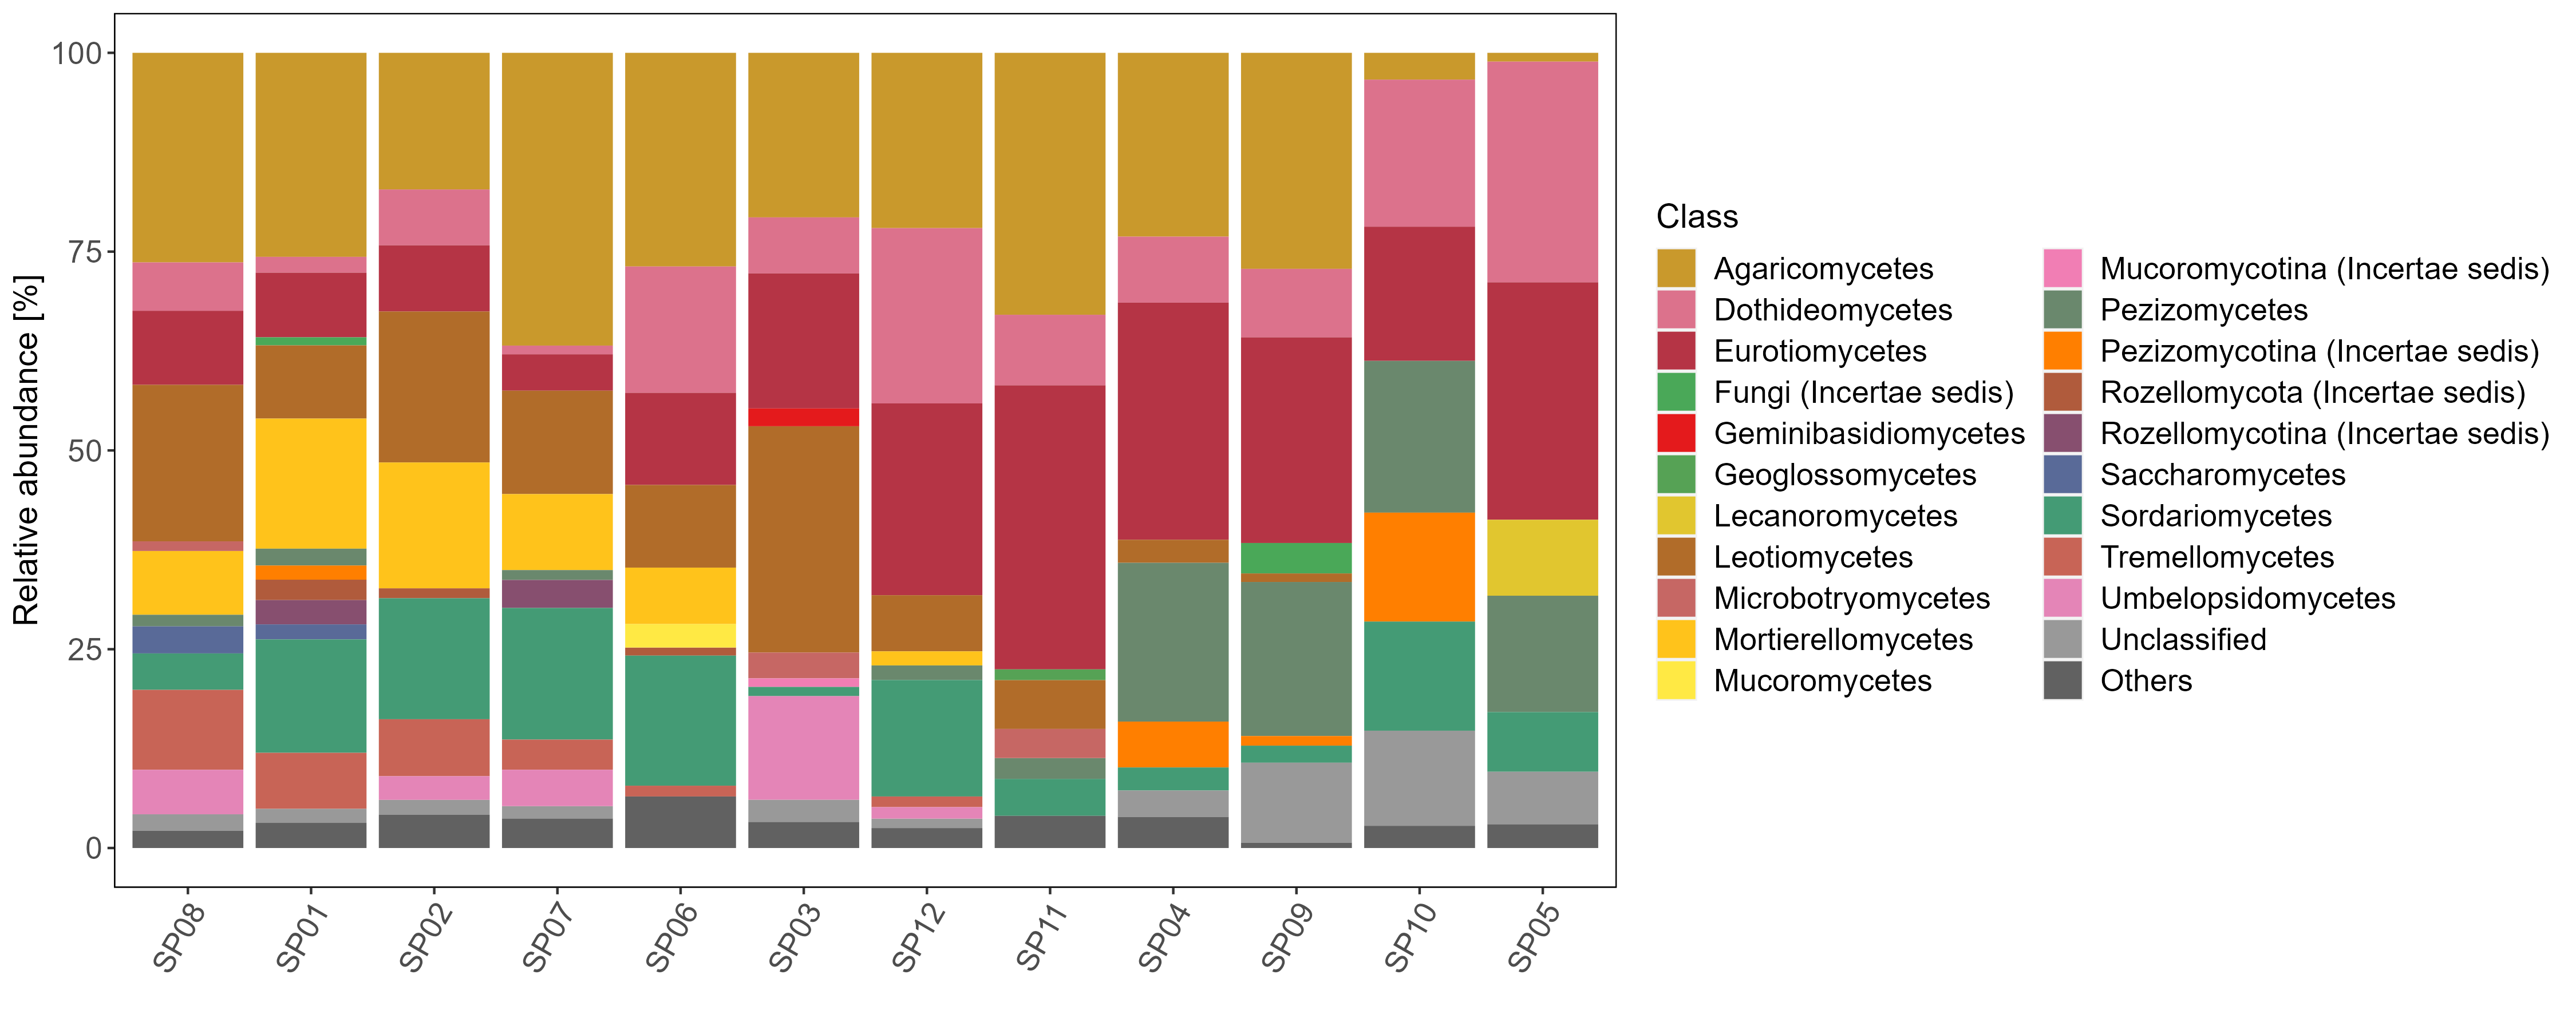 Relative abundance [%]
100
75
50
25
0
SP08
SP01
SP02
SP07
SP06
SP03
SP12
SP11
SP04
SP09
SP10
SP05
Class
Agaricomycetes
Dothideomycetes
Eurotiomycetes
Fungi (Incertae sedis)
Geminibasidiomycetes
Geoglossomycetes
Lecanoromycetes
Leotiomycetes
Microbotryomycetes
Mortierellomycetes
Mucoromycetes
Mucoromycotina (Incertae sedis)
Pezizomycetes
Pezizomycotina (Incertae sedis)
Rozellomycota (Incertae sedis)
Rozellomycotina (Incertae sedis)
Saccharomycetes
Sordariomycetes
Tremellomycetes
Umbelopsidomycetes
Unclassified
Others